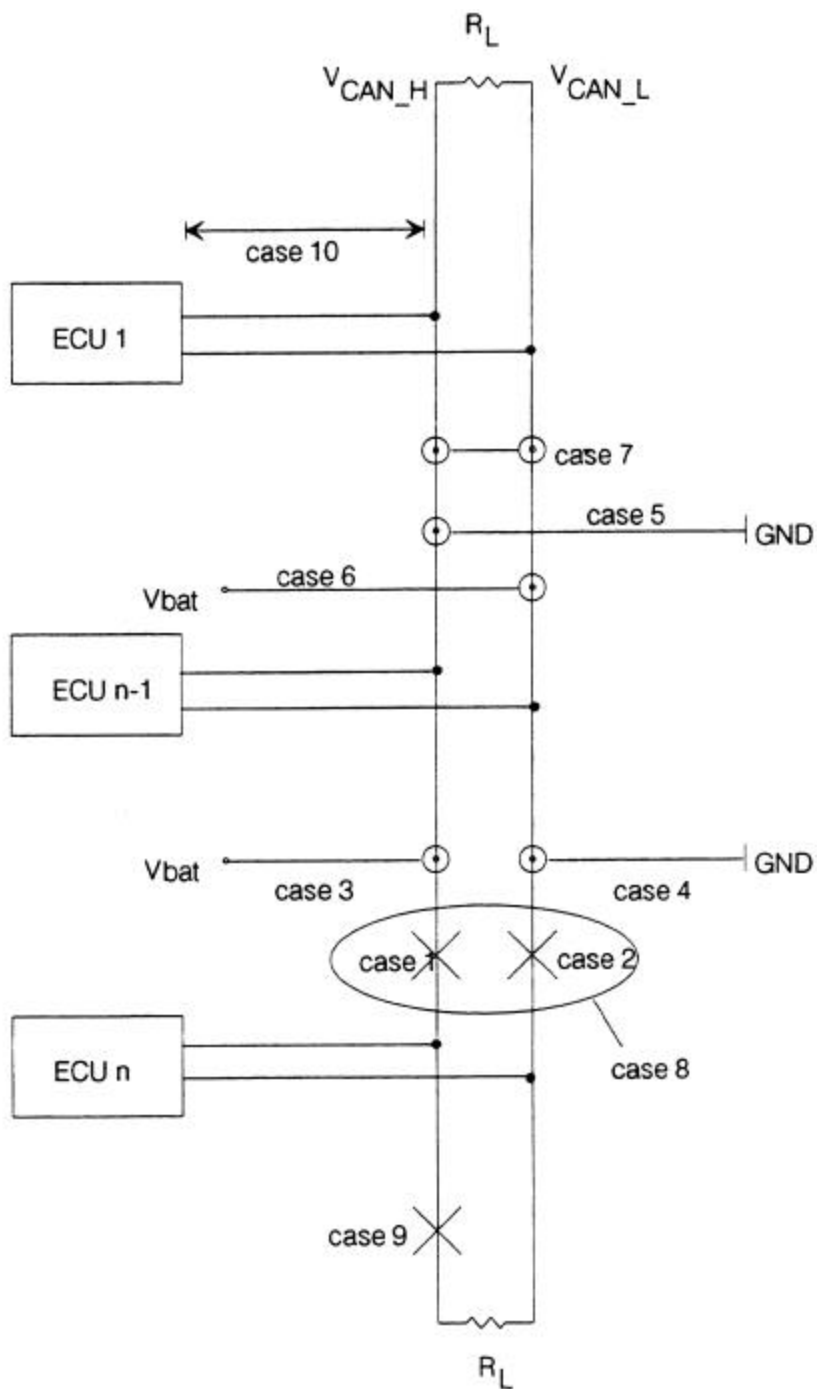 R_L
V_CAN_H
V_CAN_L
case 10
ECU 1
case 7
case 5
GND
case 6
Vbat
ECU n-1
Vbat
GND
case 3
case 4
case 1
case 2
ECU n
case 8
case 9
R_L